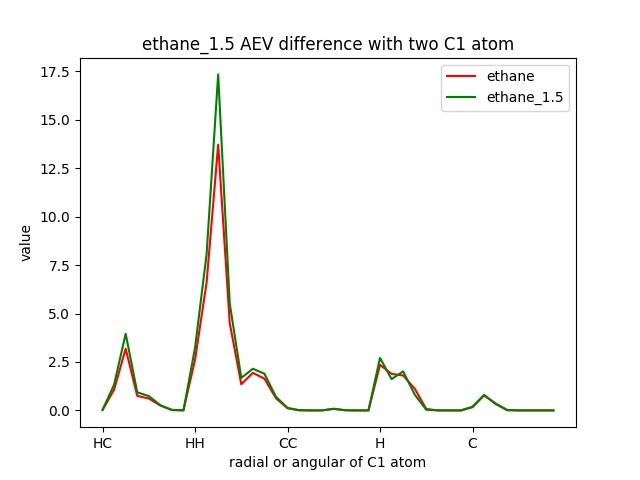 ethane_1.5 AEV difference with two C1 atom
ethane
ethane_1.5
17.5
15.0
12.5
10.0
7.5
5.0
2.5
0.0
value
HC HH CC H C
radial or angular of C1 atom